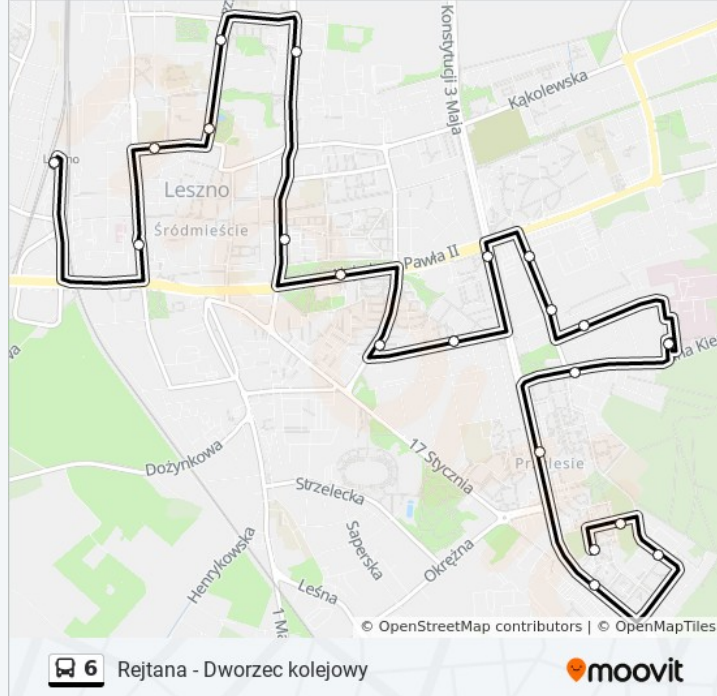 Konstytucji 3 Maja
Kąkolewska
Leszno
Śródmieście
Pawła II
17 Stycznia
Dożynkowa
Strzelecka
Saperska
Okrężna
Henrykowska
Leśna
© OpenStreetMap contributors | © OpenMapTiles
6 Rejtana - Dworzec kolejowy
moovit